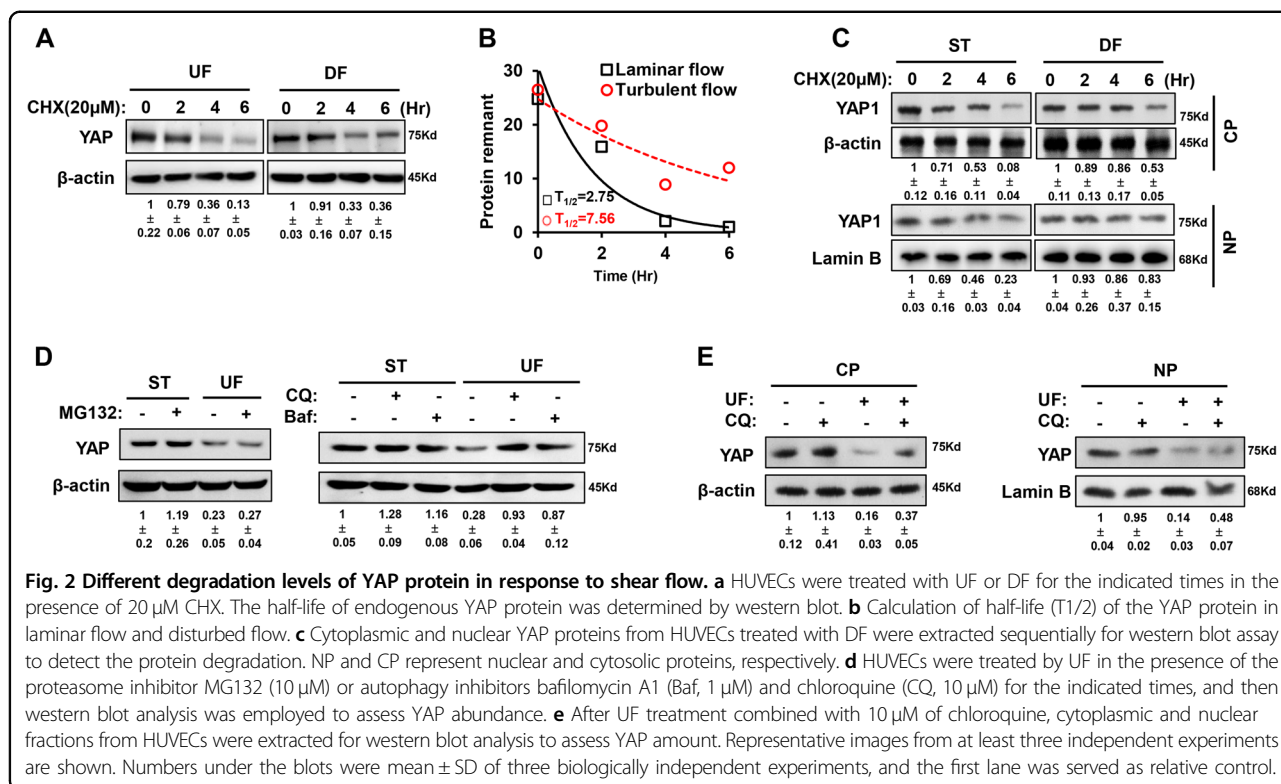 A
UF DF
CHX(20μM): 0 2 4 6 0 2 4 6 (Hr)
YAP 75Kd
β-actin 45Kd
1 0.79 0.36 0.13 1 0.91 0.33 0.36
± ± ± ± ± ± ± ±
0.22 0.06 0.07 0.05 0.03 0.16 0.07 0.15
B
30
20
10
0
Protein remnant
Laminar flow
Turbulent flow
T1/2=2.75
T1/2=7.56
0 2 4 6
Time (Hr)
C
ST DF
CHX(20μM): 0 2 4 6 0 2 4 6 (Hr)
YAP1 75Kd
β-actin 45Kd
CP
1 0.71 0.53 0.08 1 0.89 0.86 0.53
± ± ± ± ± ± ± ±
0.12 0.16 0.11 0.04 0.11 0.13 0.17 0.05
YAP1 75Kd
Lamin B 68Kd
NP
1 0.69 0.46 0.23 1 0.93 0.86 0.83
± ± ± ± ± ± ± ±
0.03 0.16 0.03 0.04 0.04 0.26 0.37 0.15
D
ST UF
MG132: - + - +
YAP
β-actin
1 1.19 0.23 0.27
± ± ± ±
0.2 0.26 0.05 0.04
ST UF
CQ: - + - - + -
Baf: - - + - - +
75Kd
45Kd
1 1.28 1.16 0.28 0.93 0.87
± ± ± ± ± ±
0.05 0.09 0.08 0.06 0.04 0.12
E
CP
UF: - - + +
CQ: - + - +
YAP 75Kd
β-actin 45Kd
1 1.13 0.16 0.37
± ± ± ±
0.12 0.41 0.03 0.05
NP
UF: - - + +
CQ: - + - +
YAP 75Kd
Lamin B 68Kd
1 0.95 0.14 0.48
± ± ± ±
0.04 0.02 0.03 0.07
Fig. 2 Different degradation levels of YAP protein in response to shear flow. a HUVECs were treated with UF or DF for the indicated times in the
presence of 20 μM CHX. The half-life of endogenous YAP protein was determined by western blot. b Calculation of half-life (T1/2) of the YAP protein in
laminar flow and disturbed flow. c Cytoplasmic and nuclear YAP proteins from HUVECs treated with DF were extracted sequentially for western blot assay
to detect the protein degradation. NP and CP represent nuclear and cytosolic proteins, respectively. d HUVECs were treated by UF in the presence of the
proteasome inhibitor MG132 (10 μM) or autophagy inhibitors bafilomycin A1 (Baf, 1 μM) and chloroquine (CQ, 10 μM) for the indicated times, and then
western blot analysis was employed to assess YAP abundance. e After UF treatment combined with 10 μM of chloroquine, cytoplasmic and nuclear
fractions from HUVECs were extracted for western blot analysis to assess YAP amount. Representative images from at least three independent experiments
are shown. Numbers under the blots were mean ± SD of three biologically independent experiments, and the first lane was served as relative control.